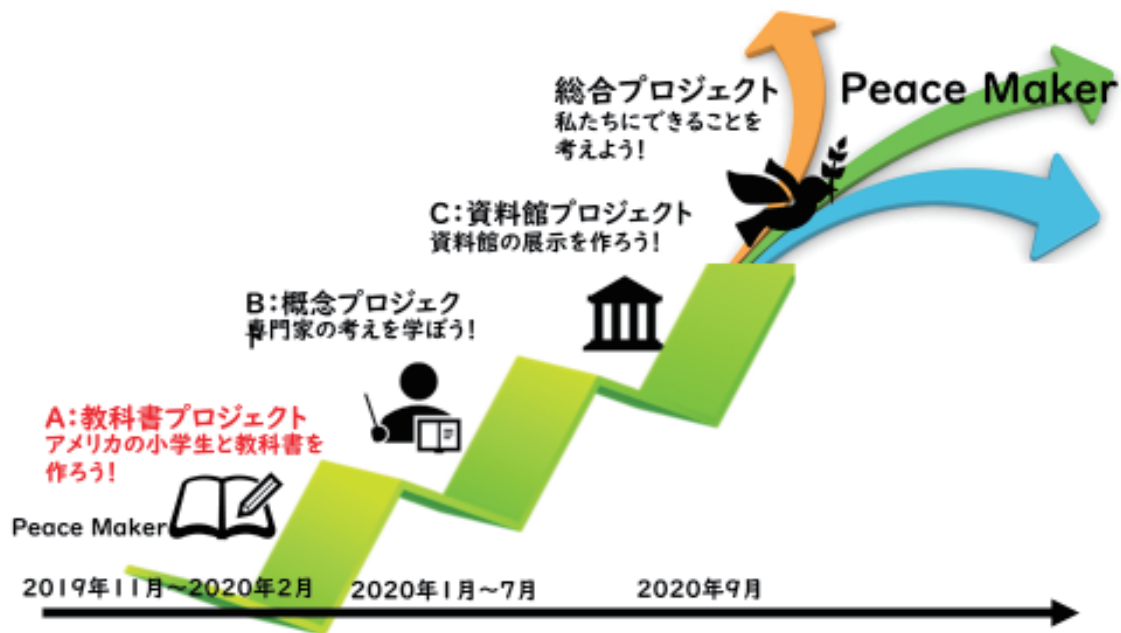 総合プロジェクト
私たちにできることを
考えよう！
Peace Maker
C：資料館プロジェクト
資料館の展示を作ろう！
B：概念プロジェク
ト
専門家の考えを学ぼう！
A：教科書プロジェクト
アメリカの小学生と教科書を
作ろう！
Peace Maker
2019年11月～2020年2月
2020年1月～7月
2020年9月